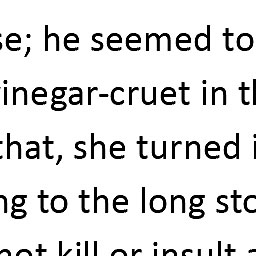 se; he seemed to
vinegar-cruet in th
that, she turned i
ng to the long sto
not kill or insult a